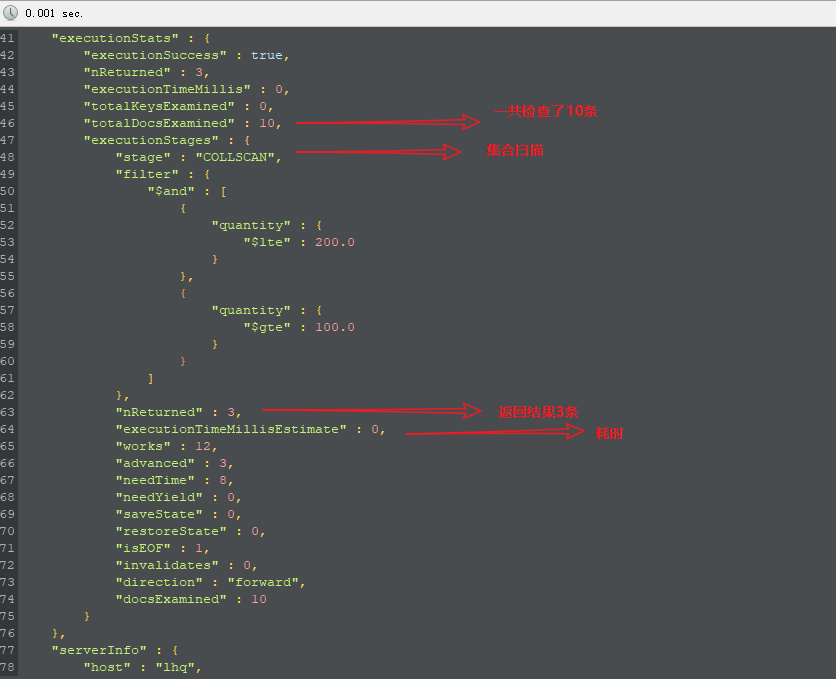 0.001 sec.
41 "executionStats" : {
42 "executionSuccess" : true,
43 "nReturned" : 3,
44 "executionTimeMillis" : 0,
45 "totalKeysExamined" : 0,
46 "totalDocsExamined" : 10, 一共检查了10条
47 "executionStages" : {
48 "stage" : "COLLSCAN", 集合扫描
49 "filter" : {
50 "$and" : [
51 {
52 "quantity" : {
53 "$lte" : 200.0
54 }
55 },
56 {
57 "quantity" : {
58 "$gte" : 100.0
59 }
60 }
61 ]
62 },
63 "nReturned" : 3, 返回结果3条
64 "executionTimeMillisEstimate" : 0, 耗时
65 "works" : 12,
66 "advanced" : 3,
67 "needTime" : 8,
68 "needYield" : 0,
69 "saveState" : 0,
70 "restoreState" : 0,
71 "isEOF" : 1,
72 "invalidates" : 0,
73 "direction" : "forward",
74 "docsExamined" : 10
75 }
76 },
77 "serverInfo" : {
78 "host" : "lhq",